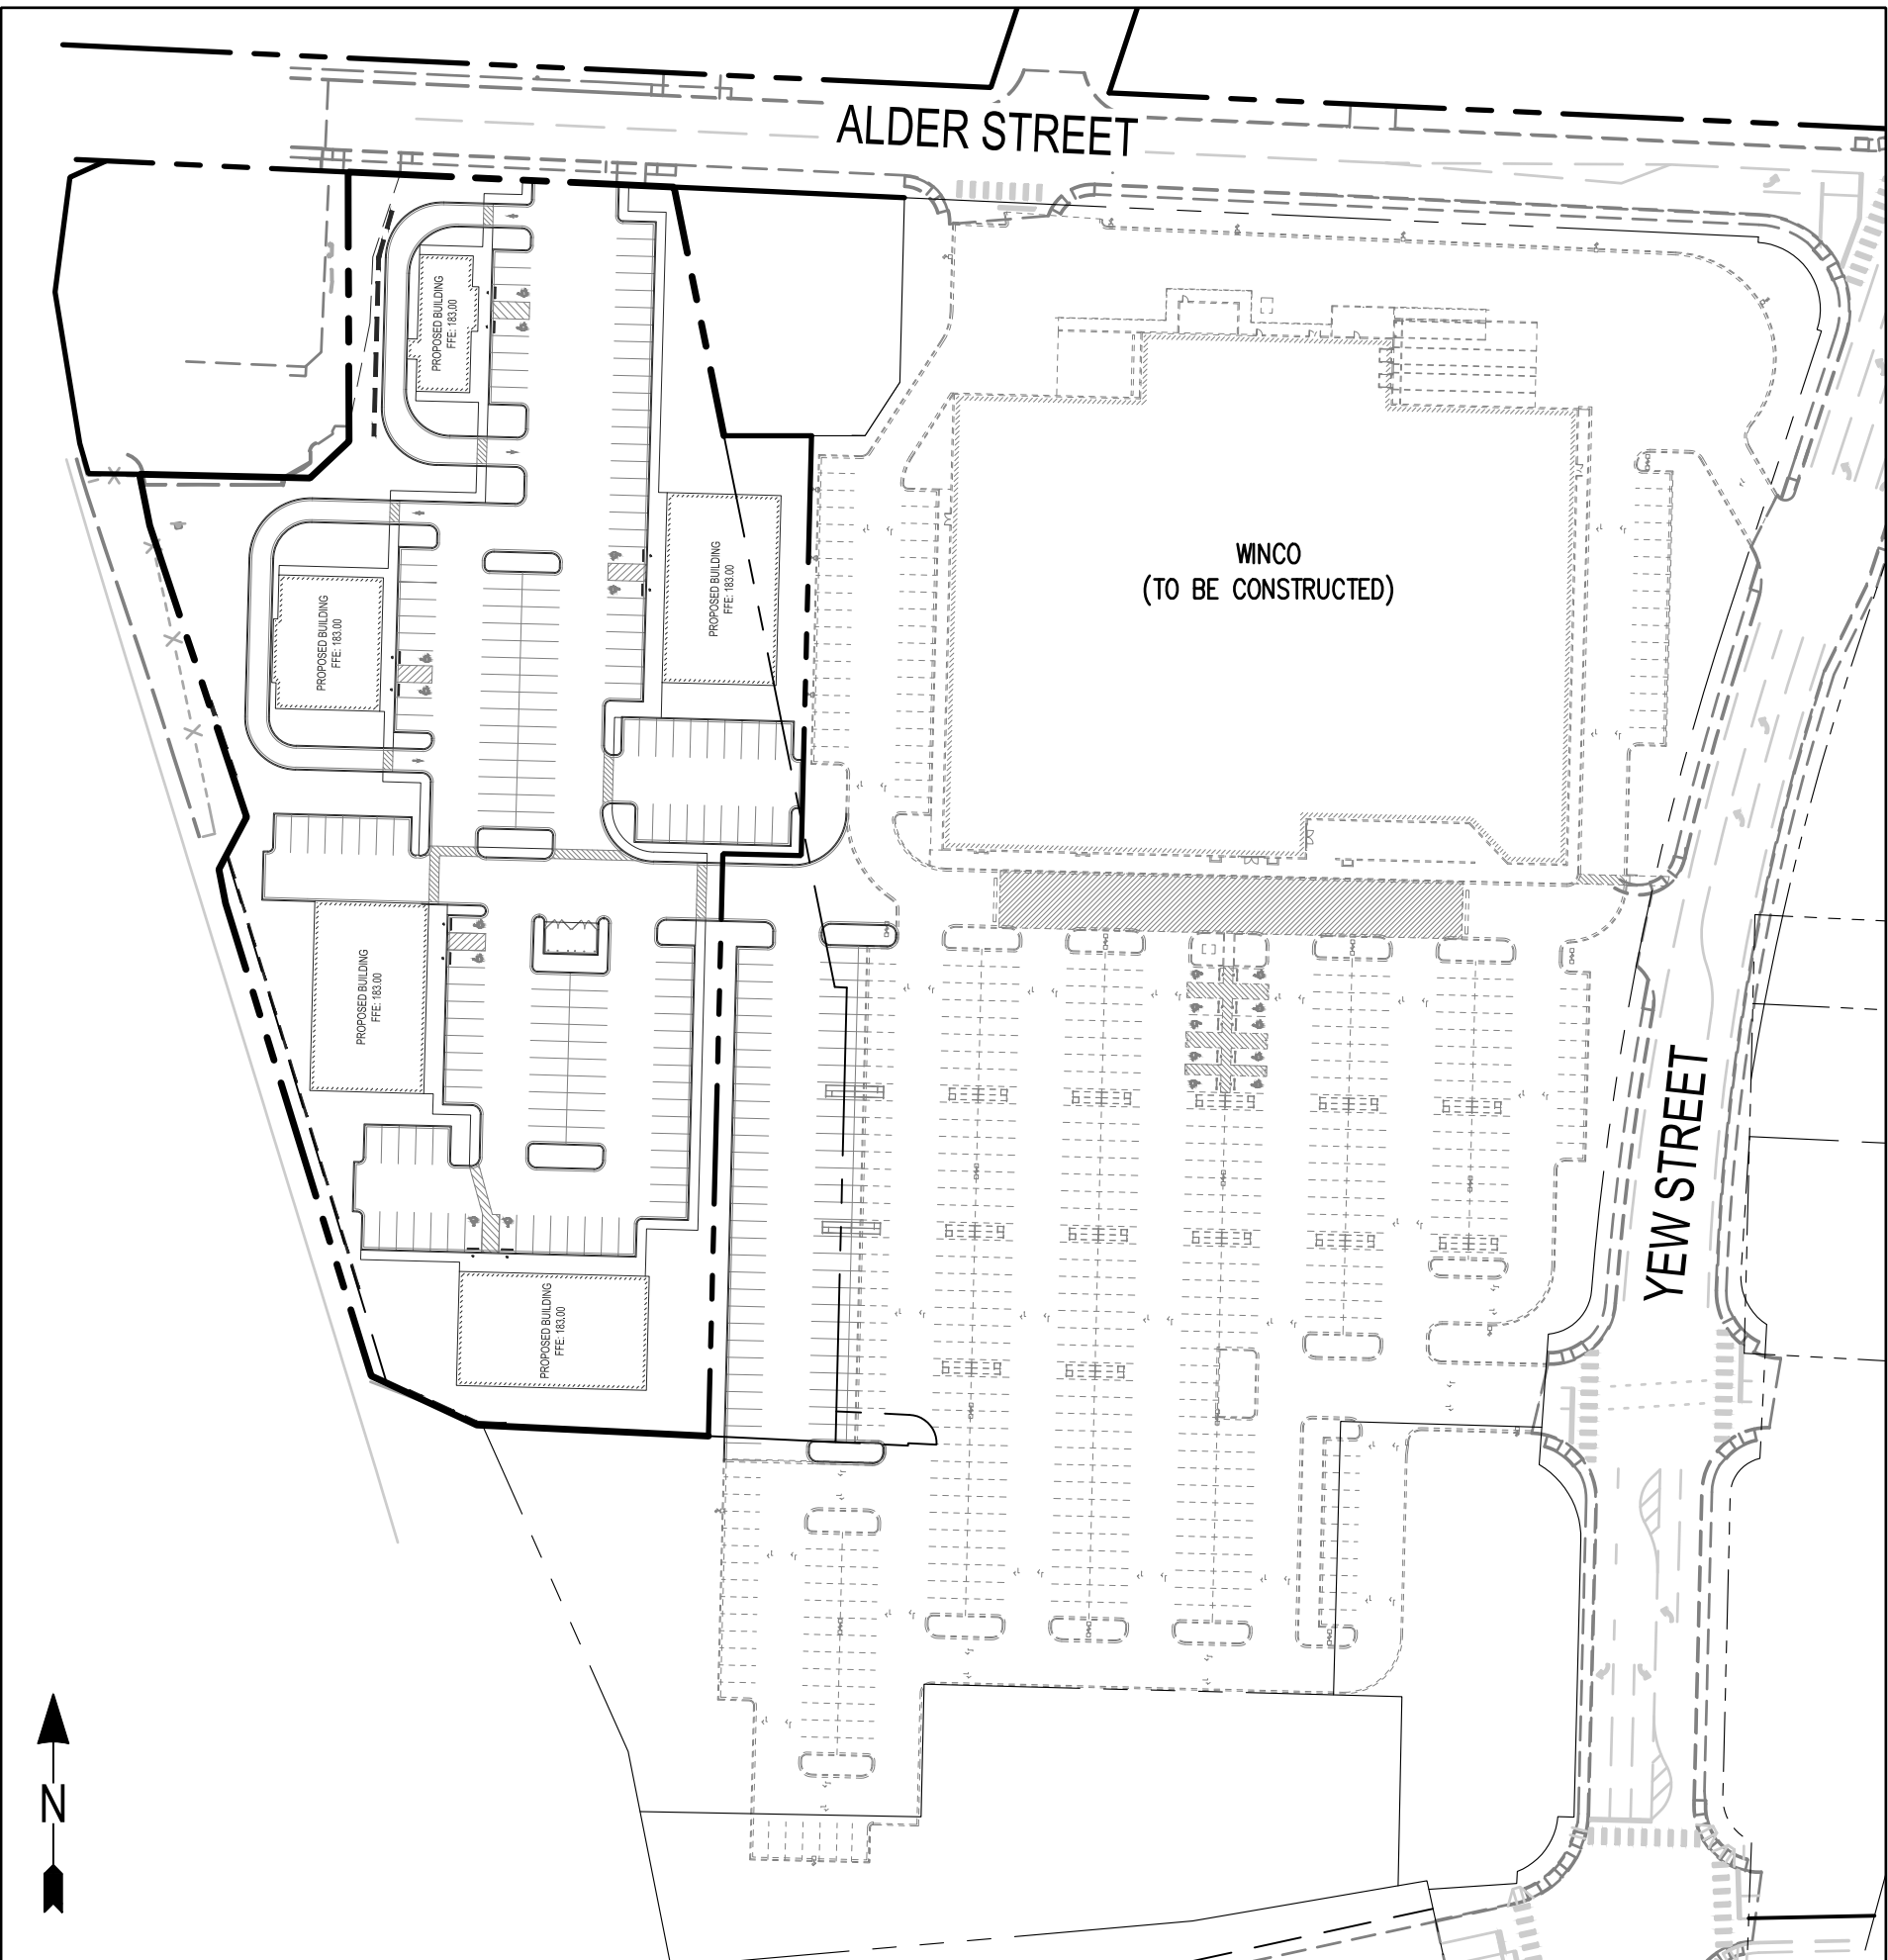 ALDER STREET
PROPOSED BUILDING
FFE: 183.00
PROPOSED BUILDING
FFE: 183.00
WINCO
(TO BE CONSTRUCTED)
PROPOSED BUILDING
FFE: 183.00
PROPOSED BUILDING
FFE: 183.00
YEW STREET
PROPOSED BUILDING
FFE: 183.00
N